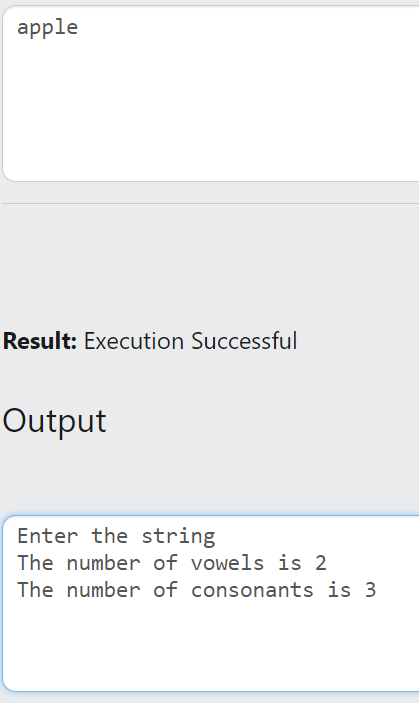 apple
Result: Execution Successful
Output
Enter the string
The number of vowels is 2
The number of consonants is 3